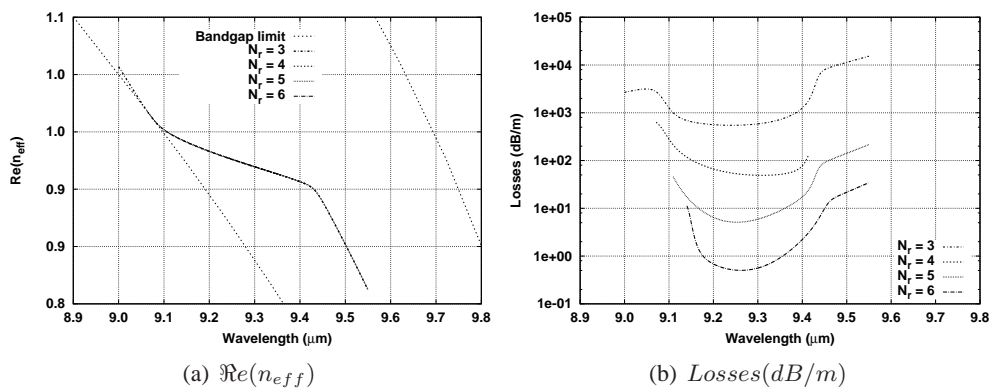 Re(n_eff)
1.1
1.0
1.0
0.9
0.9
0.8
Bandgap limit
N_r = 3
N_r = 4
N_r = 5
N_r = 6
8.9 9.0 9.1 9.2 9.3 9.4 9.5 9.6 9.7 9.8
Wavelength (μm)
(a) ℜe(n_eff)
Losses (dB/m)
1e+05
1e+04
1e+03
1e+02
1e+01
1e+00
1e-01
N_r = 3
N_r = 4
N_r = 5
N_r = 6
8.9 9.0 9.1 9.2 9.3 9.4 9.5 9.6 9.7 9.8
Wavelength (μm)
(b) Losses(dB/m)